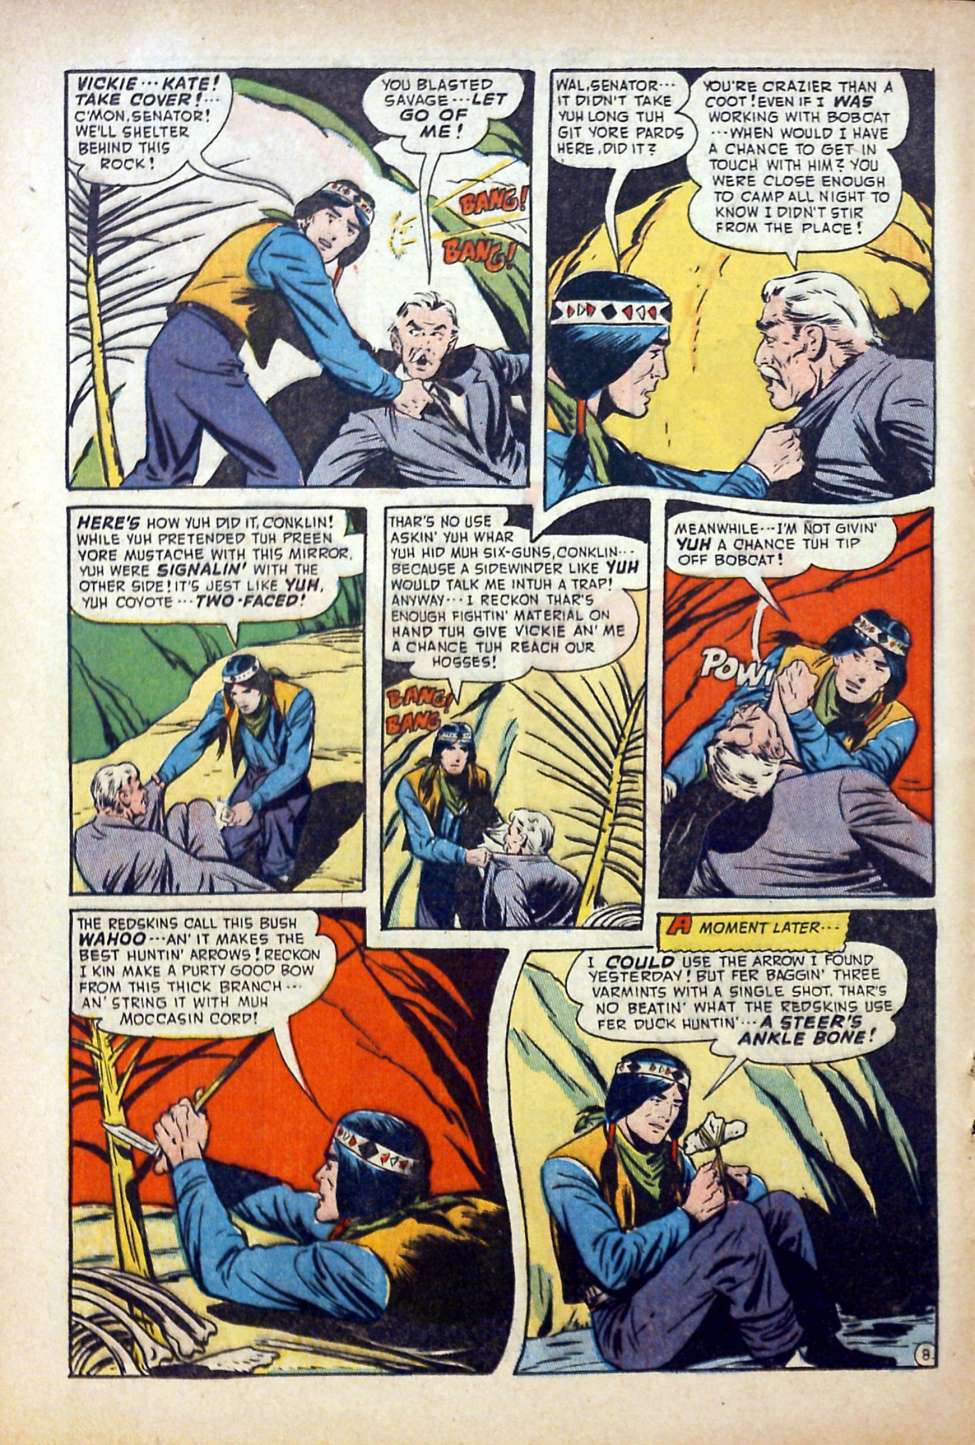 VICKIE---KATE!
TAKE COVER!---
C'MON, SENATOR!
WE'LL SHELTER
BEHIND THIS
ROCK!
YOU BLASTED
SAVAGE---LET
GO OF
ME!
BANG!
BANG!
WAL, SENATOR---
IT DIDN'T TAKE
YUH LONG TUH
GIT YORE PARDS
HERE, DID IT?
YOU'RE CRAZIER THAN A
COOT! EVEN IF I WAS
WORKING WITH BOBCAT
---WHEN WOULD I HAVE
A CHANCE TO GET IN
TOUCH WITH HIM? YOU
WERE CLOSE ENOUGH
TO CAMP ALL NIGHT TO
KNOW I DIDN'T STIR
FROM THE PLACE!
HERE'S HOW YUH DID IT, CONKLIN!
WHILE YUH PRETENDED TUH PREEN
YORE MUSTACHE WITH THIS MIRROR,
YUH WERE SIGNALIN' WITH THE
OTHER SIDE! IT'S JEST LIKE YUH,
YUH COYOTE---TWO-FACED!
THAR'S NO USE
ASKIN' YUH WHAR
YUH HID MUH SIX-GUNS, CONKLIN---
BECAUSE A SIDEWINDER LIKE YUH
WOULD TALK ME INTUH A TRAP!
ANYWAY---I RECKON THAR'S
ENOUGH FIGHTIN' MATERIAL ON
HAND TUH GIVE VICKIE AN' ME
A CHANCE TUH REACH OUR
HOSSES!
BANG!
BANG
MEANWHILE---I'M NOT GIVIN'
YUH A CHANCE TUH TIP
OFF BOBCAT!
POW!
THE REDSKINS CALL THIS BUSH
WAHOO---AN' IT MAKES THE
BEST HUNTIN' ARROWS! RECKON
I KIN MAKE A PURTY GOOD BOW
FROM THIS THICK BRANCH---
AN' STRING IT WITH MUH
MOCCASIN CORD!
A MOMENT LATER---
I COULD USE THE ARROW I FOUND
YESTERDAY! BUT FER BAGGIN' THREE
VARMINTS WITH A SINGLE SHOT, THAR'S
NO BEATIN' WHAT THE REDSKINS USE
FER DUCK HUNTIN'---A STEER'S
ANKLE BONE!
8